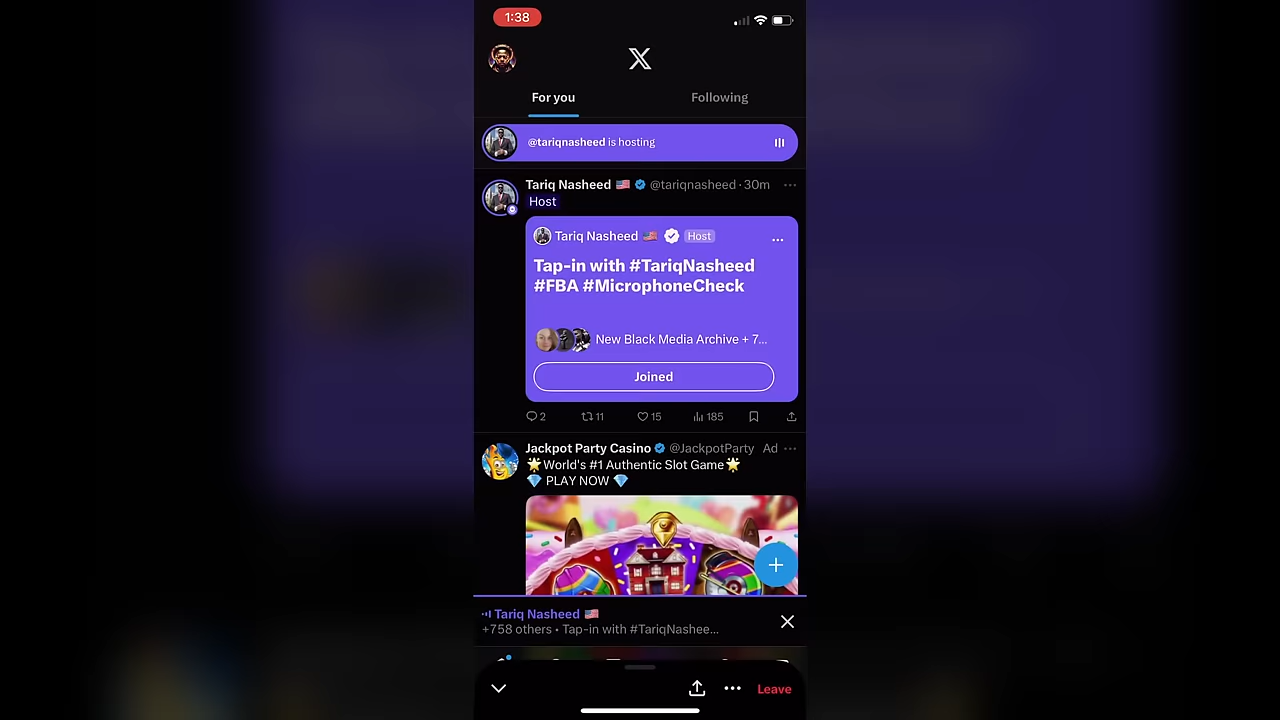 1:38
For you
Following
@tariqnasheed is hosting
Tariq Nasheed 🇺🇸 @tariqnasheed · 30m
Host
Tariq Nasheed 🇺🇸 Host
Tap-in with #TariqNasheed
#FBA #MicrophoneCheck
New Black Media Archive + 7...
Joined
2 11 15 185
Jackpot Party Casino @JackpotParty Ad
🌟World's #1 Authentic Slot Game🌟
💎 PLAY NOW 💎
Tariq Nasheed 🇺🇸
+758 others • Tap-in with #TariqNashee...
Leave